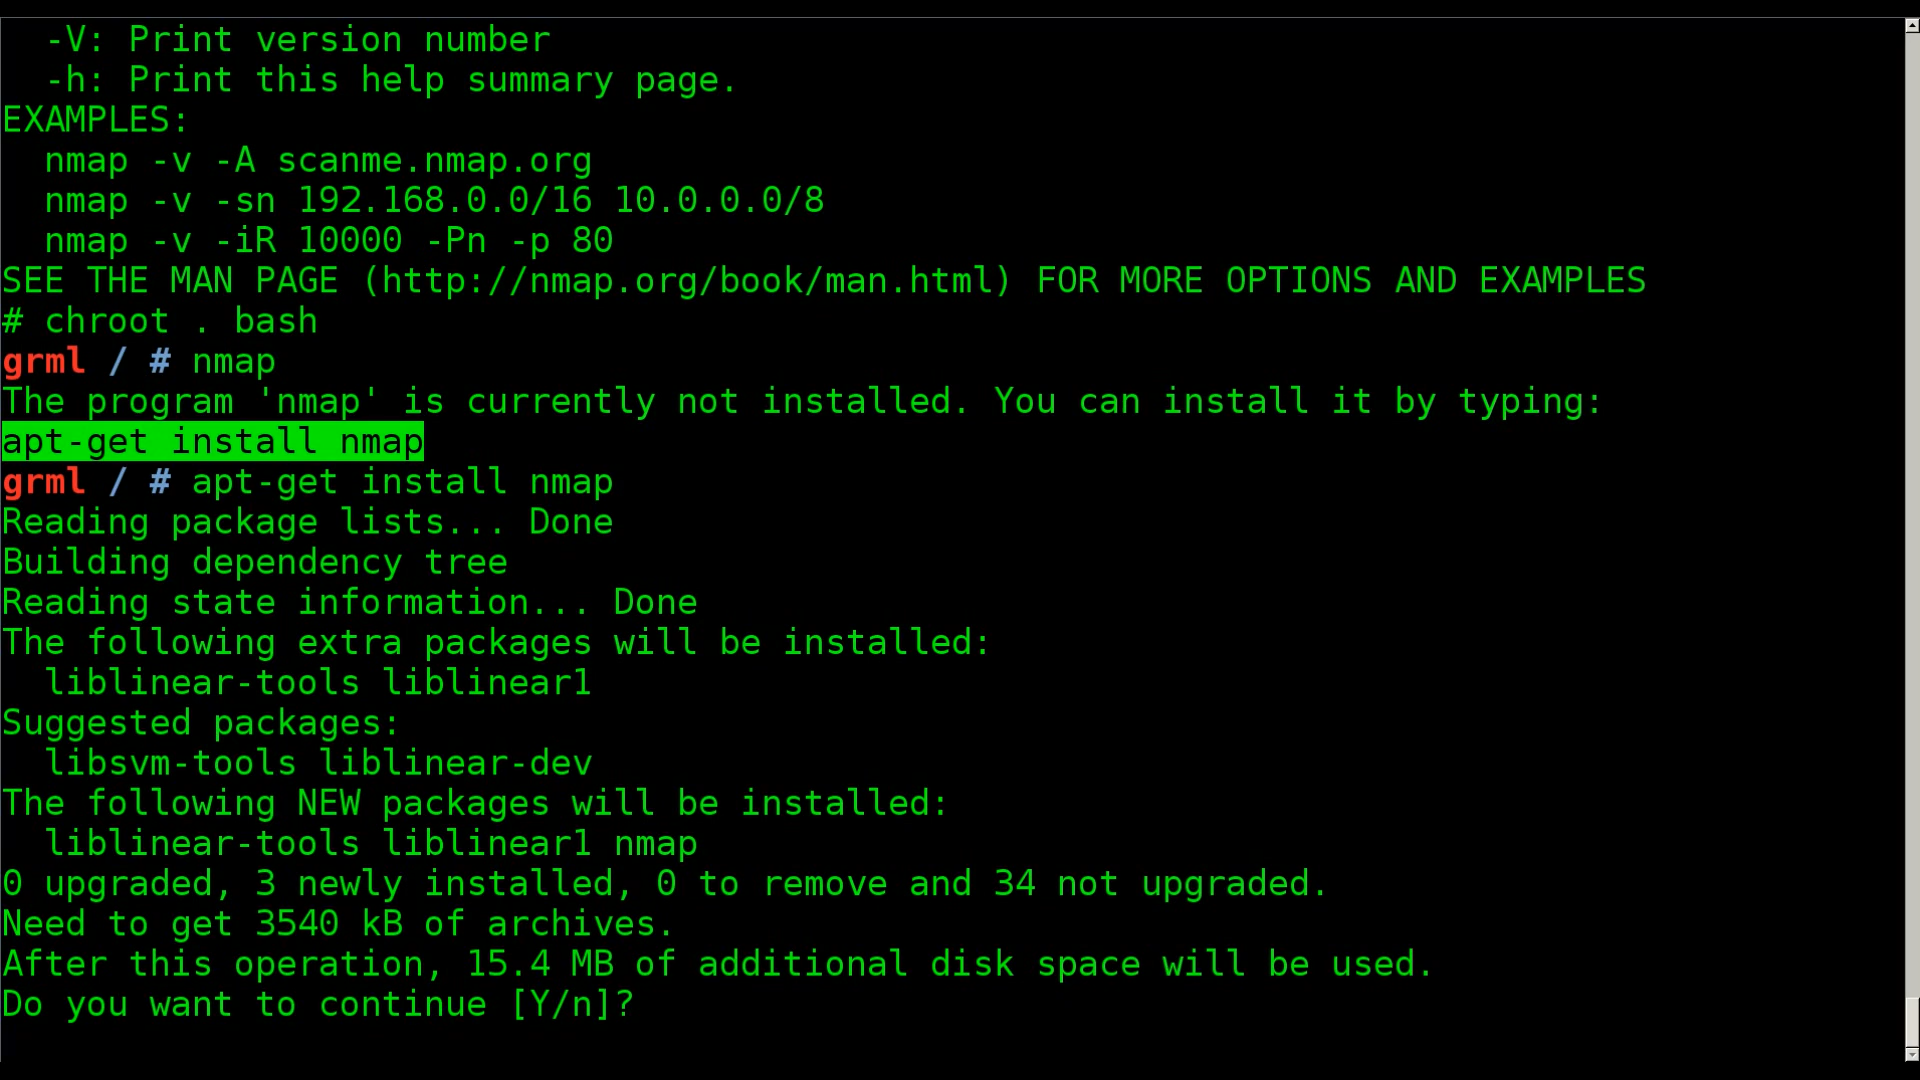 -V: Print version number
-h: Print this help summary page.
EXAMPLES:
nmap -v -A scanme.nmap.org
nmap -v -sn 192.168.0.0/16 10.0.0.0/8
nmap -v -iR 10000 -Pn -p 80
SEE THE MAN PAGE (http://nmap.org/book/man.html) FOR MORE OPTIONS AND EXAMPLES
# chroot . bash
grml / # nmap
The program 'nmap' is currently not installed. You can install it by typing:
apt-get install nmap
grml / # apt-get install nmap
Reading package lists... Done
Building dependency tree
Reading state information... Done
The following extra packages will be installed:
liblinear-tools liblinear1
Suggested packages:
libsvm-tools liblinear-dev
The following NEW packages will be installed:
liblinear-tools liblinear1 nmap
0 upgraded, 3 newly installed, 0 to remove and 34 not upgraded.
Need to get 3540 kB of archives.
After this operation, 15.4 MB of additional disk space will be used.
Do you want to continue [Y/n]?